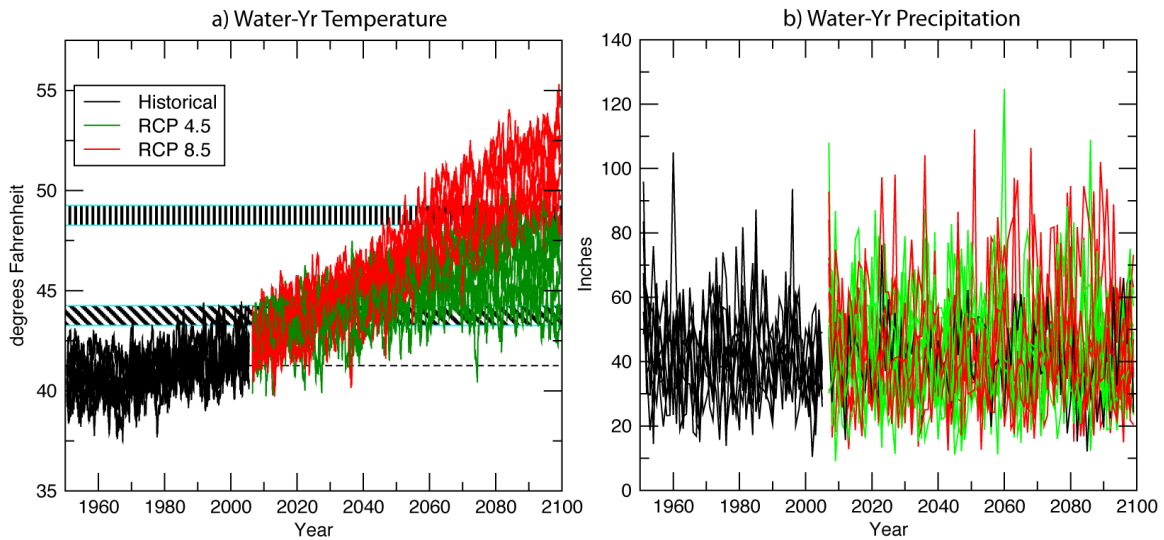 a) Water-Yr Temperature
degrees Fahrenheit
55
50
45
40
35
Historical
RCP 4.5
RCP 8.5
1960 1980 2000 2020 2040 2060 2080 2100
Year
b) Water-Yr Precipitation
Inches
140
120
100
80
60
40
20
0
1960 1980 2000 2020 2040 2060 2080 2100
Year